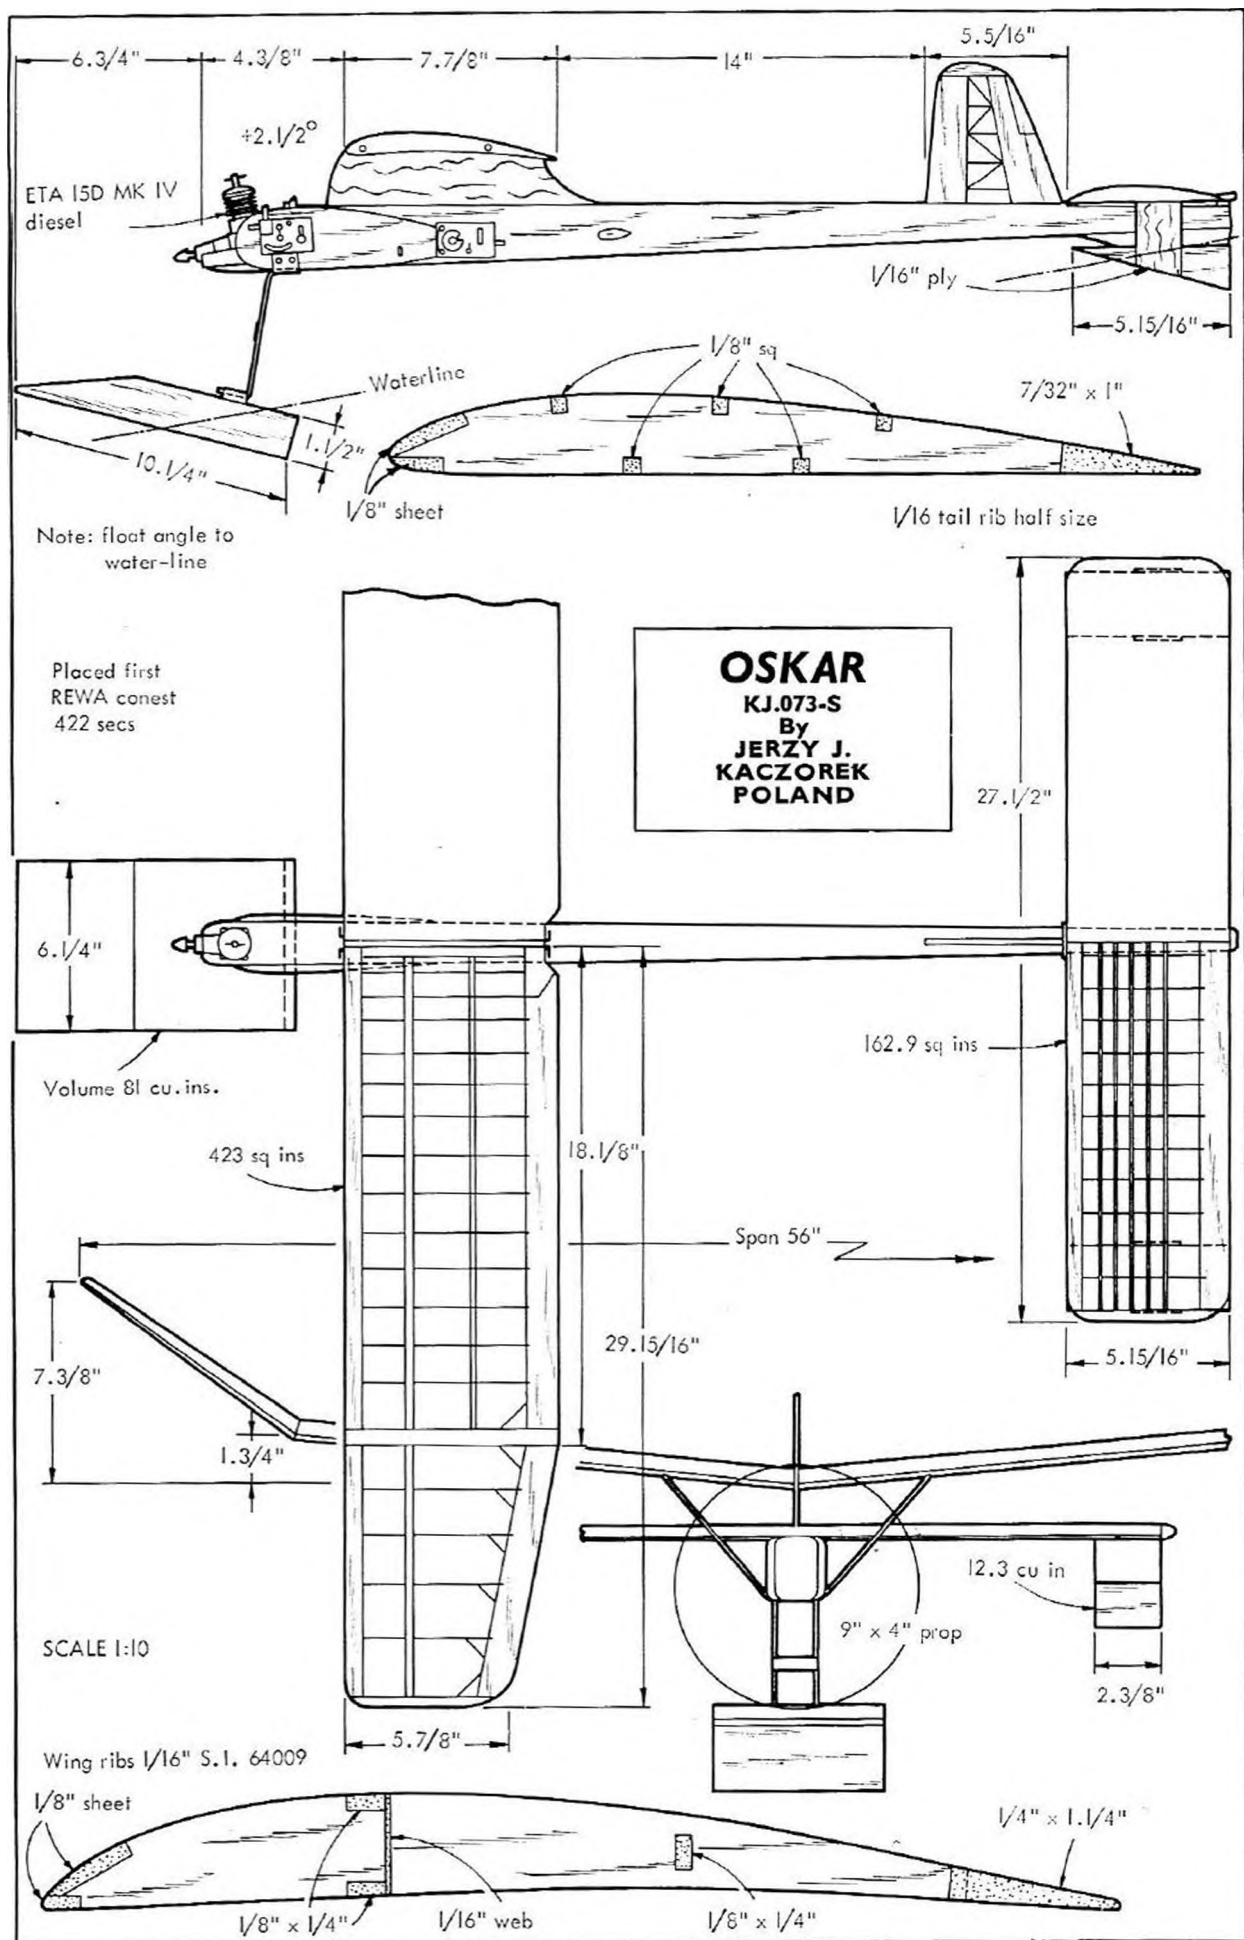 6.3/4"
4.3/8"
7.7/8"
14"
5.5/16"
+2.1/2°
ETA 15D MK IV
diesel
1/16" ply
5.15/16"
Waterline
1/8" sq
7/32" x 1"
1.1/2"
10.1/4"
1/8" sheet
1/16 tail rib half size
Note: float angle to
water-line
Placed first
REWA conest
422 secs
OSKAR
KJ.073-S
By
JERZY J.
KACZOREK
POLAND
27.1/2"
6.1/4"
Volume 81 cu.ins.
162.9 sq ins
423 sq ins
18.1/8"
Span 56"
29.15/16"
7.3/8"
1.3/4"
5.15/16"
12.3 cu in
9" x 4" prop
SCALE 1:10
2.3/8"
5.7/8"
Wing ribs 1/16" S.I. 64009
1/8" sheet
1/4" x 1.1/4"
1/8" x 1/4"
1/16" web
1/8" x 1/4"